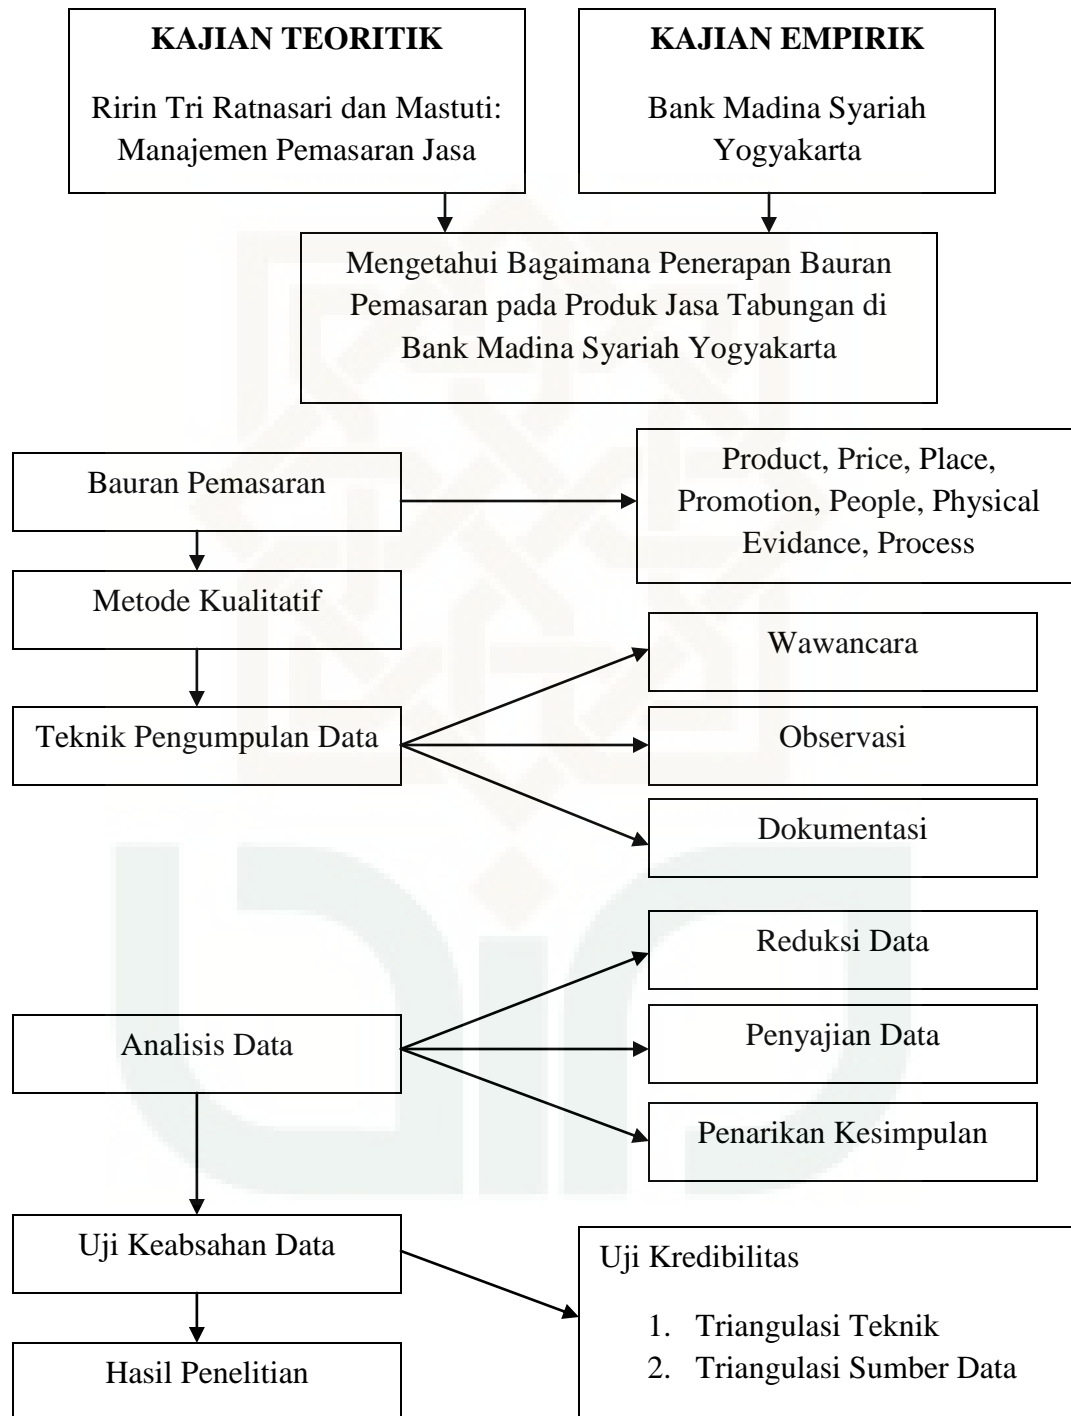 KAJIAN TEORITIK
Ririn Tri Ratnasari dan Mastuti:
Manajemen Pemasaran Jasa
KAJIAN EMPIRIK
Bank Madina Syariah
Yogyakarta
Mengetahui Bagaimana Penerapan Bauran
Pemasaran pada Produk Jasa Tabungan di
Bank Madina Syariah Yogyakarta
Bauran Pemasaran
Product, Price, Place,
Promotion, People, Physical
Evidance, Process
Metode Kualitatif
Teknik Pengumpulan Data
Wawancara
Observasi
Dokumentasi
Analisis Data
Reduksi Data
Penyajian Data
Penarikan Kesimpulan
Uji Keabsahan Data
Uji Kredibilitas
1. Triangulasi Teknik
2. Triangulasi Sumber Data
Hasil Penelitian